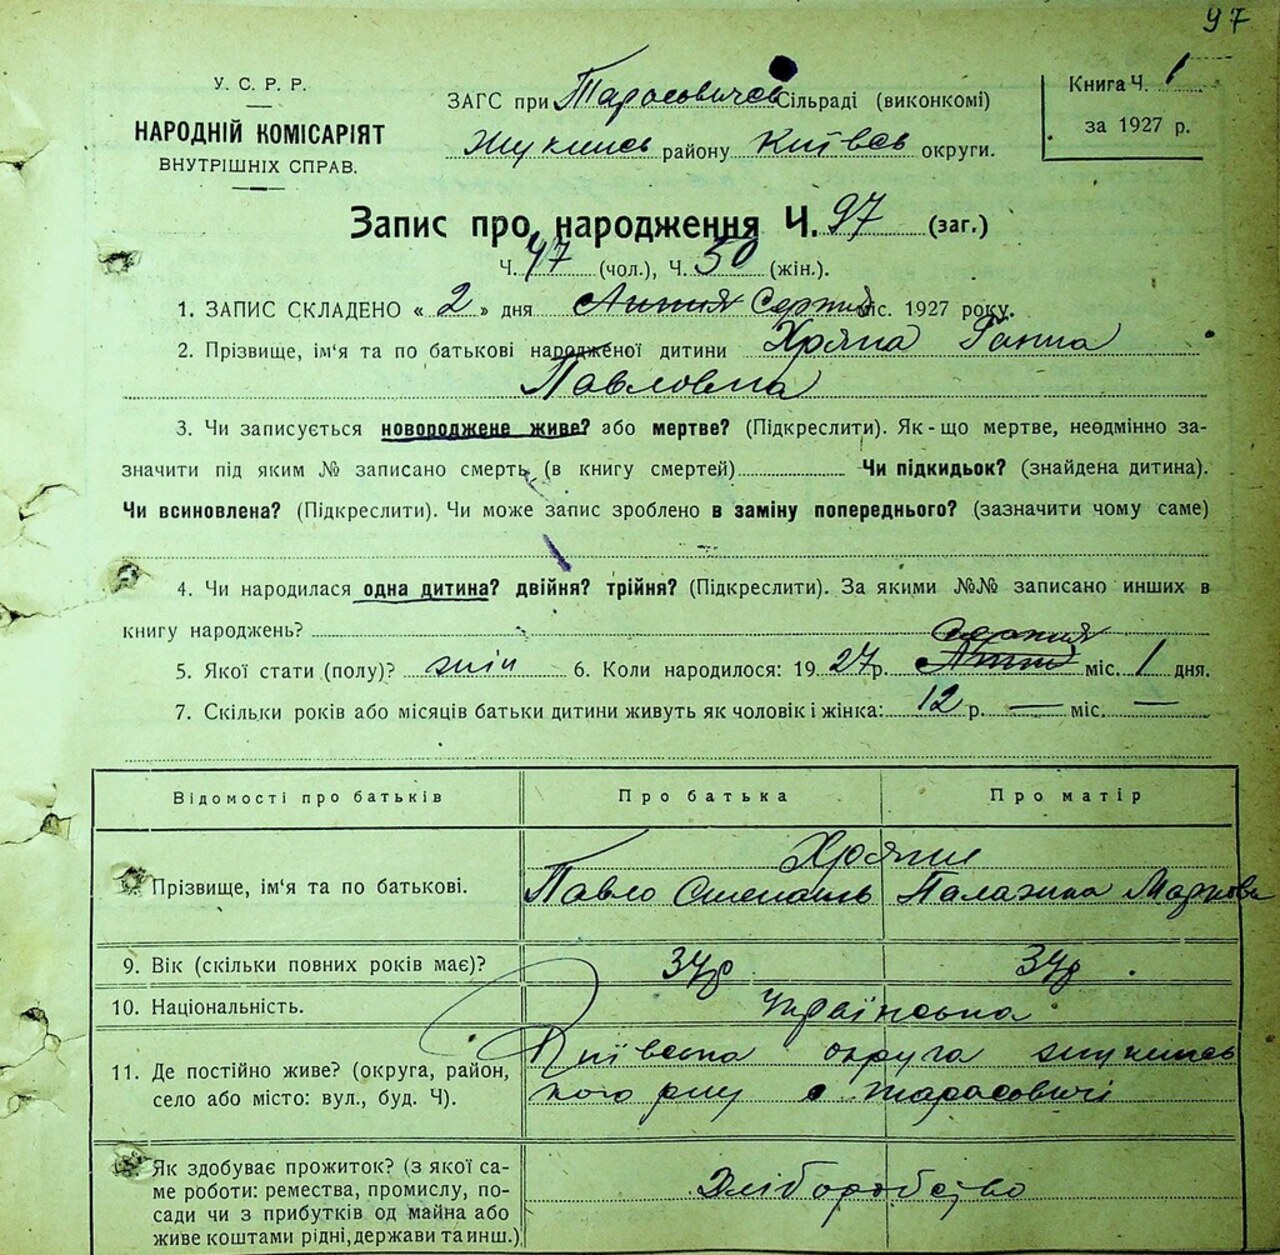 97
У. С. Р. Р.
НАРОДНІЙ КОМІСАРІЯТ
ВНУТРІШНІХ СПРАВ.
ЗАГС при Тарасовичсь Сільраді (виконкомі)
Жукинсь району Київсь округи.
Книга Ч. 1
за 1927 р.
Запис про народження Ч. 97 (заг.)
Ч. 47 (чол.), Ч. 50 (жін.).
1. ЗАПИС СКЛАДЕНО « 2 » дня Серпня міс. 1927 року.
2. Прізвище, ім'я та по батькові народженої дитини Хряпа Ганна
Павловна
3. Чи записується новороджене живе? або мертве? (Підкреслити). Як-що мертве, неодмінно за-
значити під яким № записано смерть (в книгу смертей) Чи підкидьок? (знайдена дитина).
Чи всиновлена? (Підкреслити). Чи може запис зроблено в заміну попереднього? (зазначити чому саме)
4. Чи народилася одна дитина? двійня? трійня? (Підкреслити). За якими №№ записано инших в
книгу народжень?
Серпня
5. Якої стати (полу)? жін 6. Коли народилося: 1927 р. міс. 1 дня.
7. Скільки років або місяців батьки дитини живуть як чоловік і жінка: 12 р. — міс. —
Відомості про батьків Про батька Про матір
Хряпи
Прізвище, ім'я та по батькові. Павло Степань Палажка Маркова
9. Вік (скільки повних років має)? 34р 34р
10. Національність. Українська
11. Де постійно живе? (округа, район, село або місто: вул., буд. Ч). Київська округа жукинсь
кого р-ну с тарасовичі
Як здобуває прожиток? (з якої са-
ме роботи: ремества, промислу, по-
сади чи з прибутків од майна або
живе коштами рідні, держави та инш.)
Хліборобство